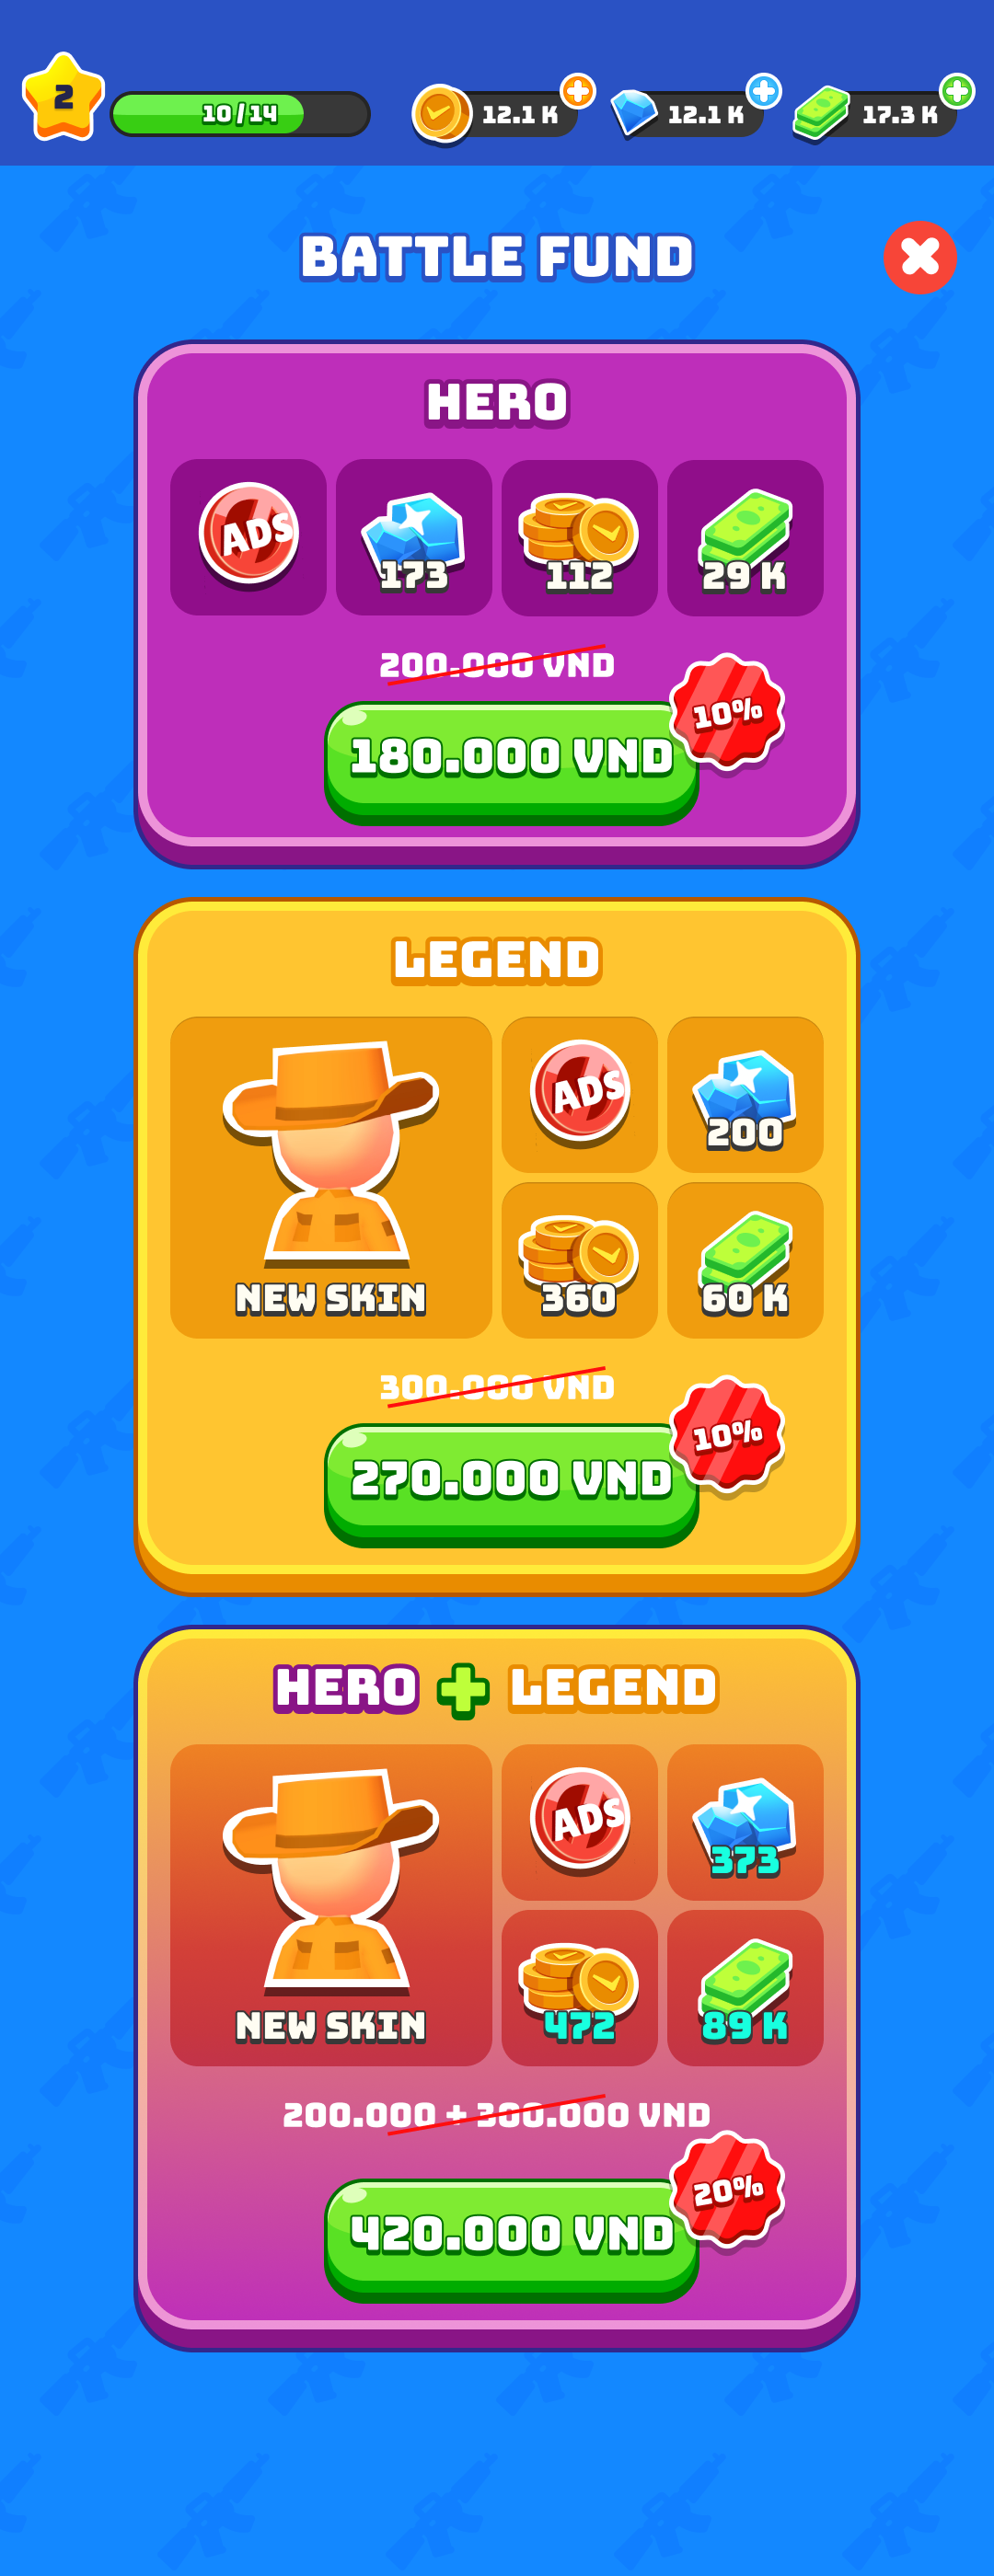 2
10/14
12.1 K
12.1 K
17.3 K
BATTLE FUND
HERO
ADS
173
112
29 K
200.000 VND
180.000 VND
10%
LEGEND
NEW SKIN
ADS
200
360
60 K
300.000 VND
270.000 VND
10%
HERO + LEGEND
NEW SKIN
ADS
373
472
89 K
200.000 + 300.000 VND
420.000 VND
20%